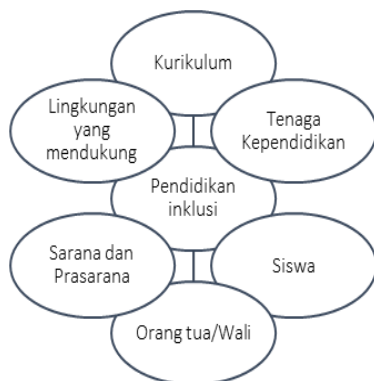 Kurikulum
Lingkungan
yang
mendukung
Tenaga
Kependidikan
Pendidikan
inklusi
Sarana dan
Prasarana
Siswa
Orang tua/Wali